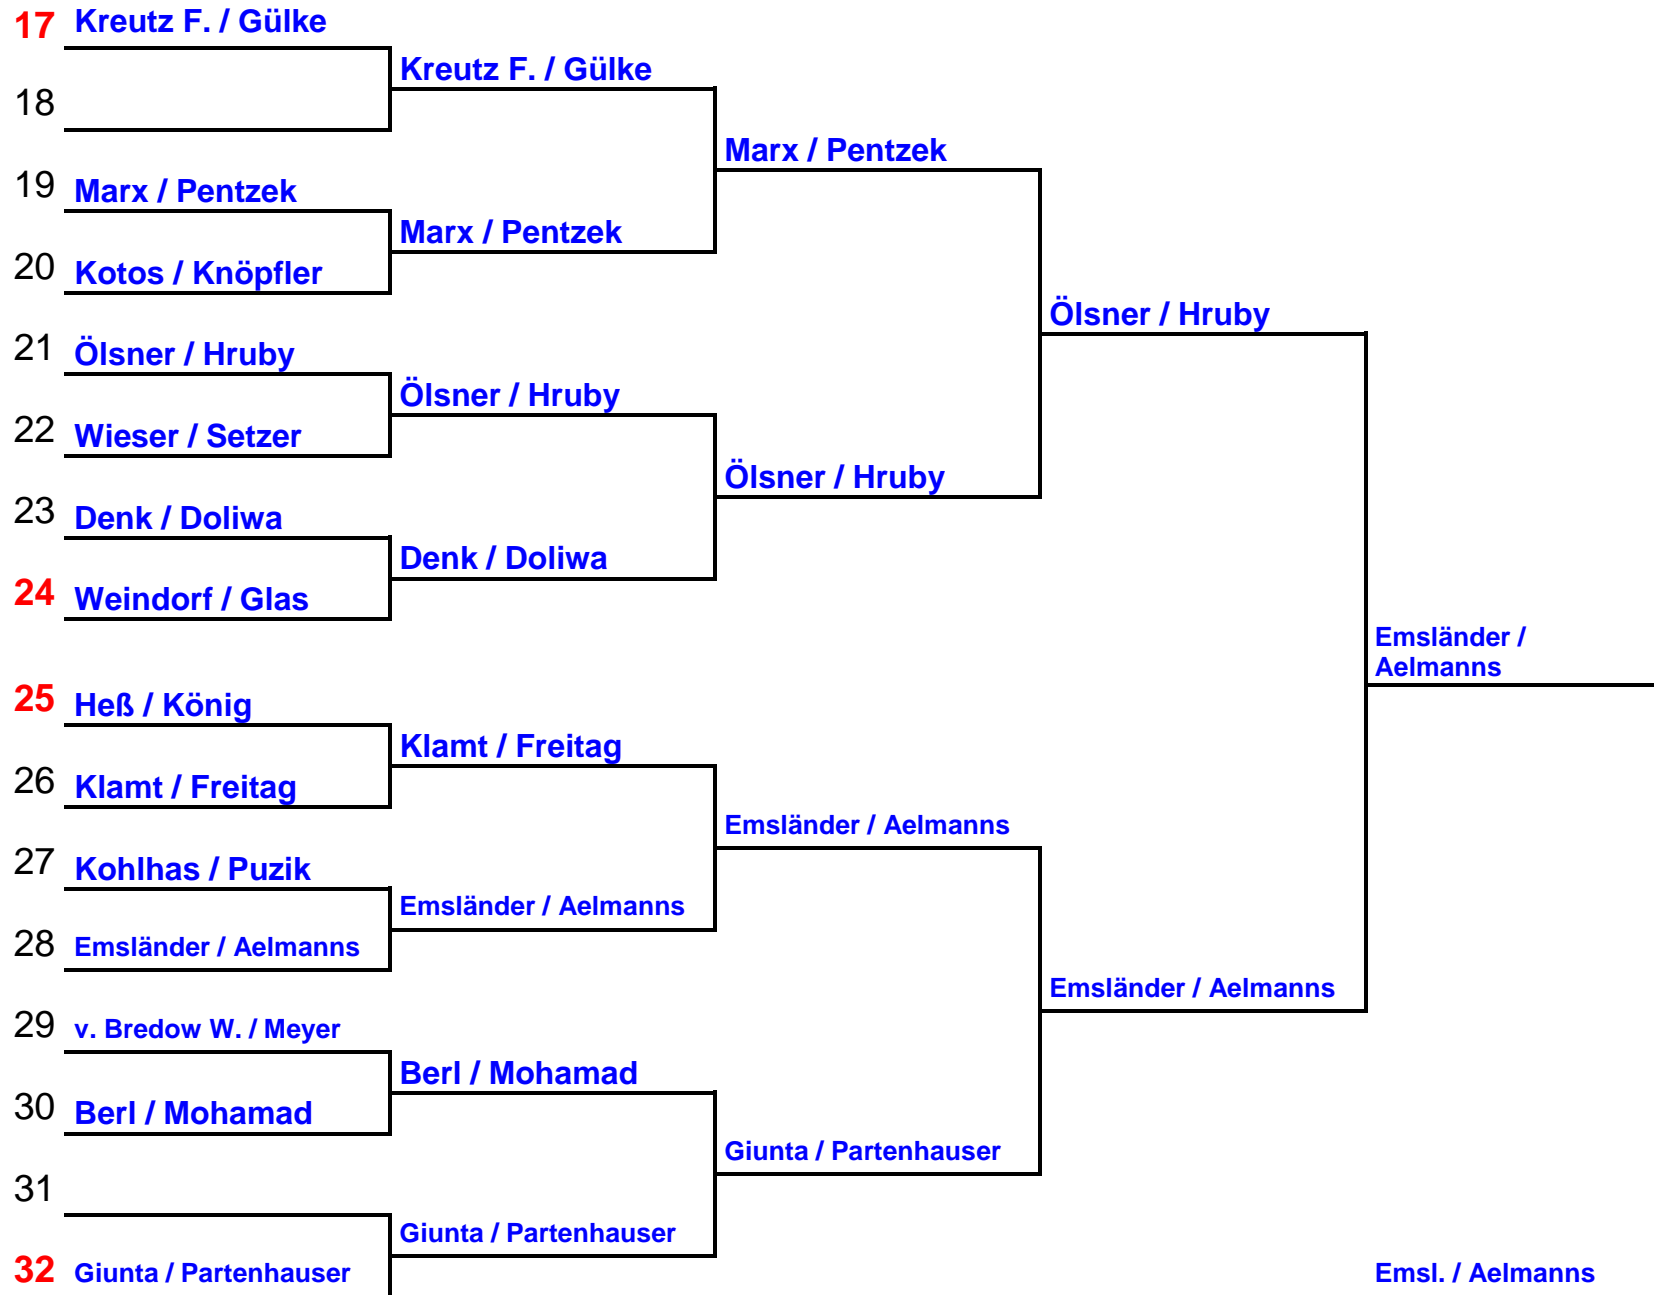 17 Kreutz F. / Gülke
Kreutz F. / Gülke
18
Marx / Pentzek
19 Marx / Pentzek
Marx / Pentzek
20 Kotos / Knöpfler
Ölsner / Hruby
21 Ölsner / Hruby
Ölsner / Hruby
22 Wieser / Setzer
Ölsner / Hruby
23 Denk / Doliwa
Denk / Doliwa
24 Weindorf / Glas
Emsländer /
Aelmanns
25 Heß / König
Klamt / Freitag
26 Klamt / Freitag
Emsländer / Aelmanns
27 Kohlhas / Puzik
Emsländer / Aelmanns
28 Emsländer / Aelmanns
Emsländer / Aelmanns
29 v. Bredow W. / Meyer
Berl / Mohamad
30 Berl / Mohamad
Giunta / Partenhauser
31
Giunta / Partenhauser
32 Giunta / Partenhauser
Emsl. / Aelmanns